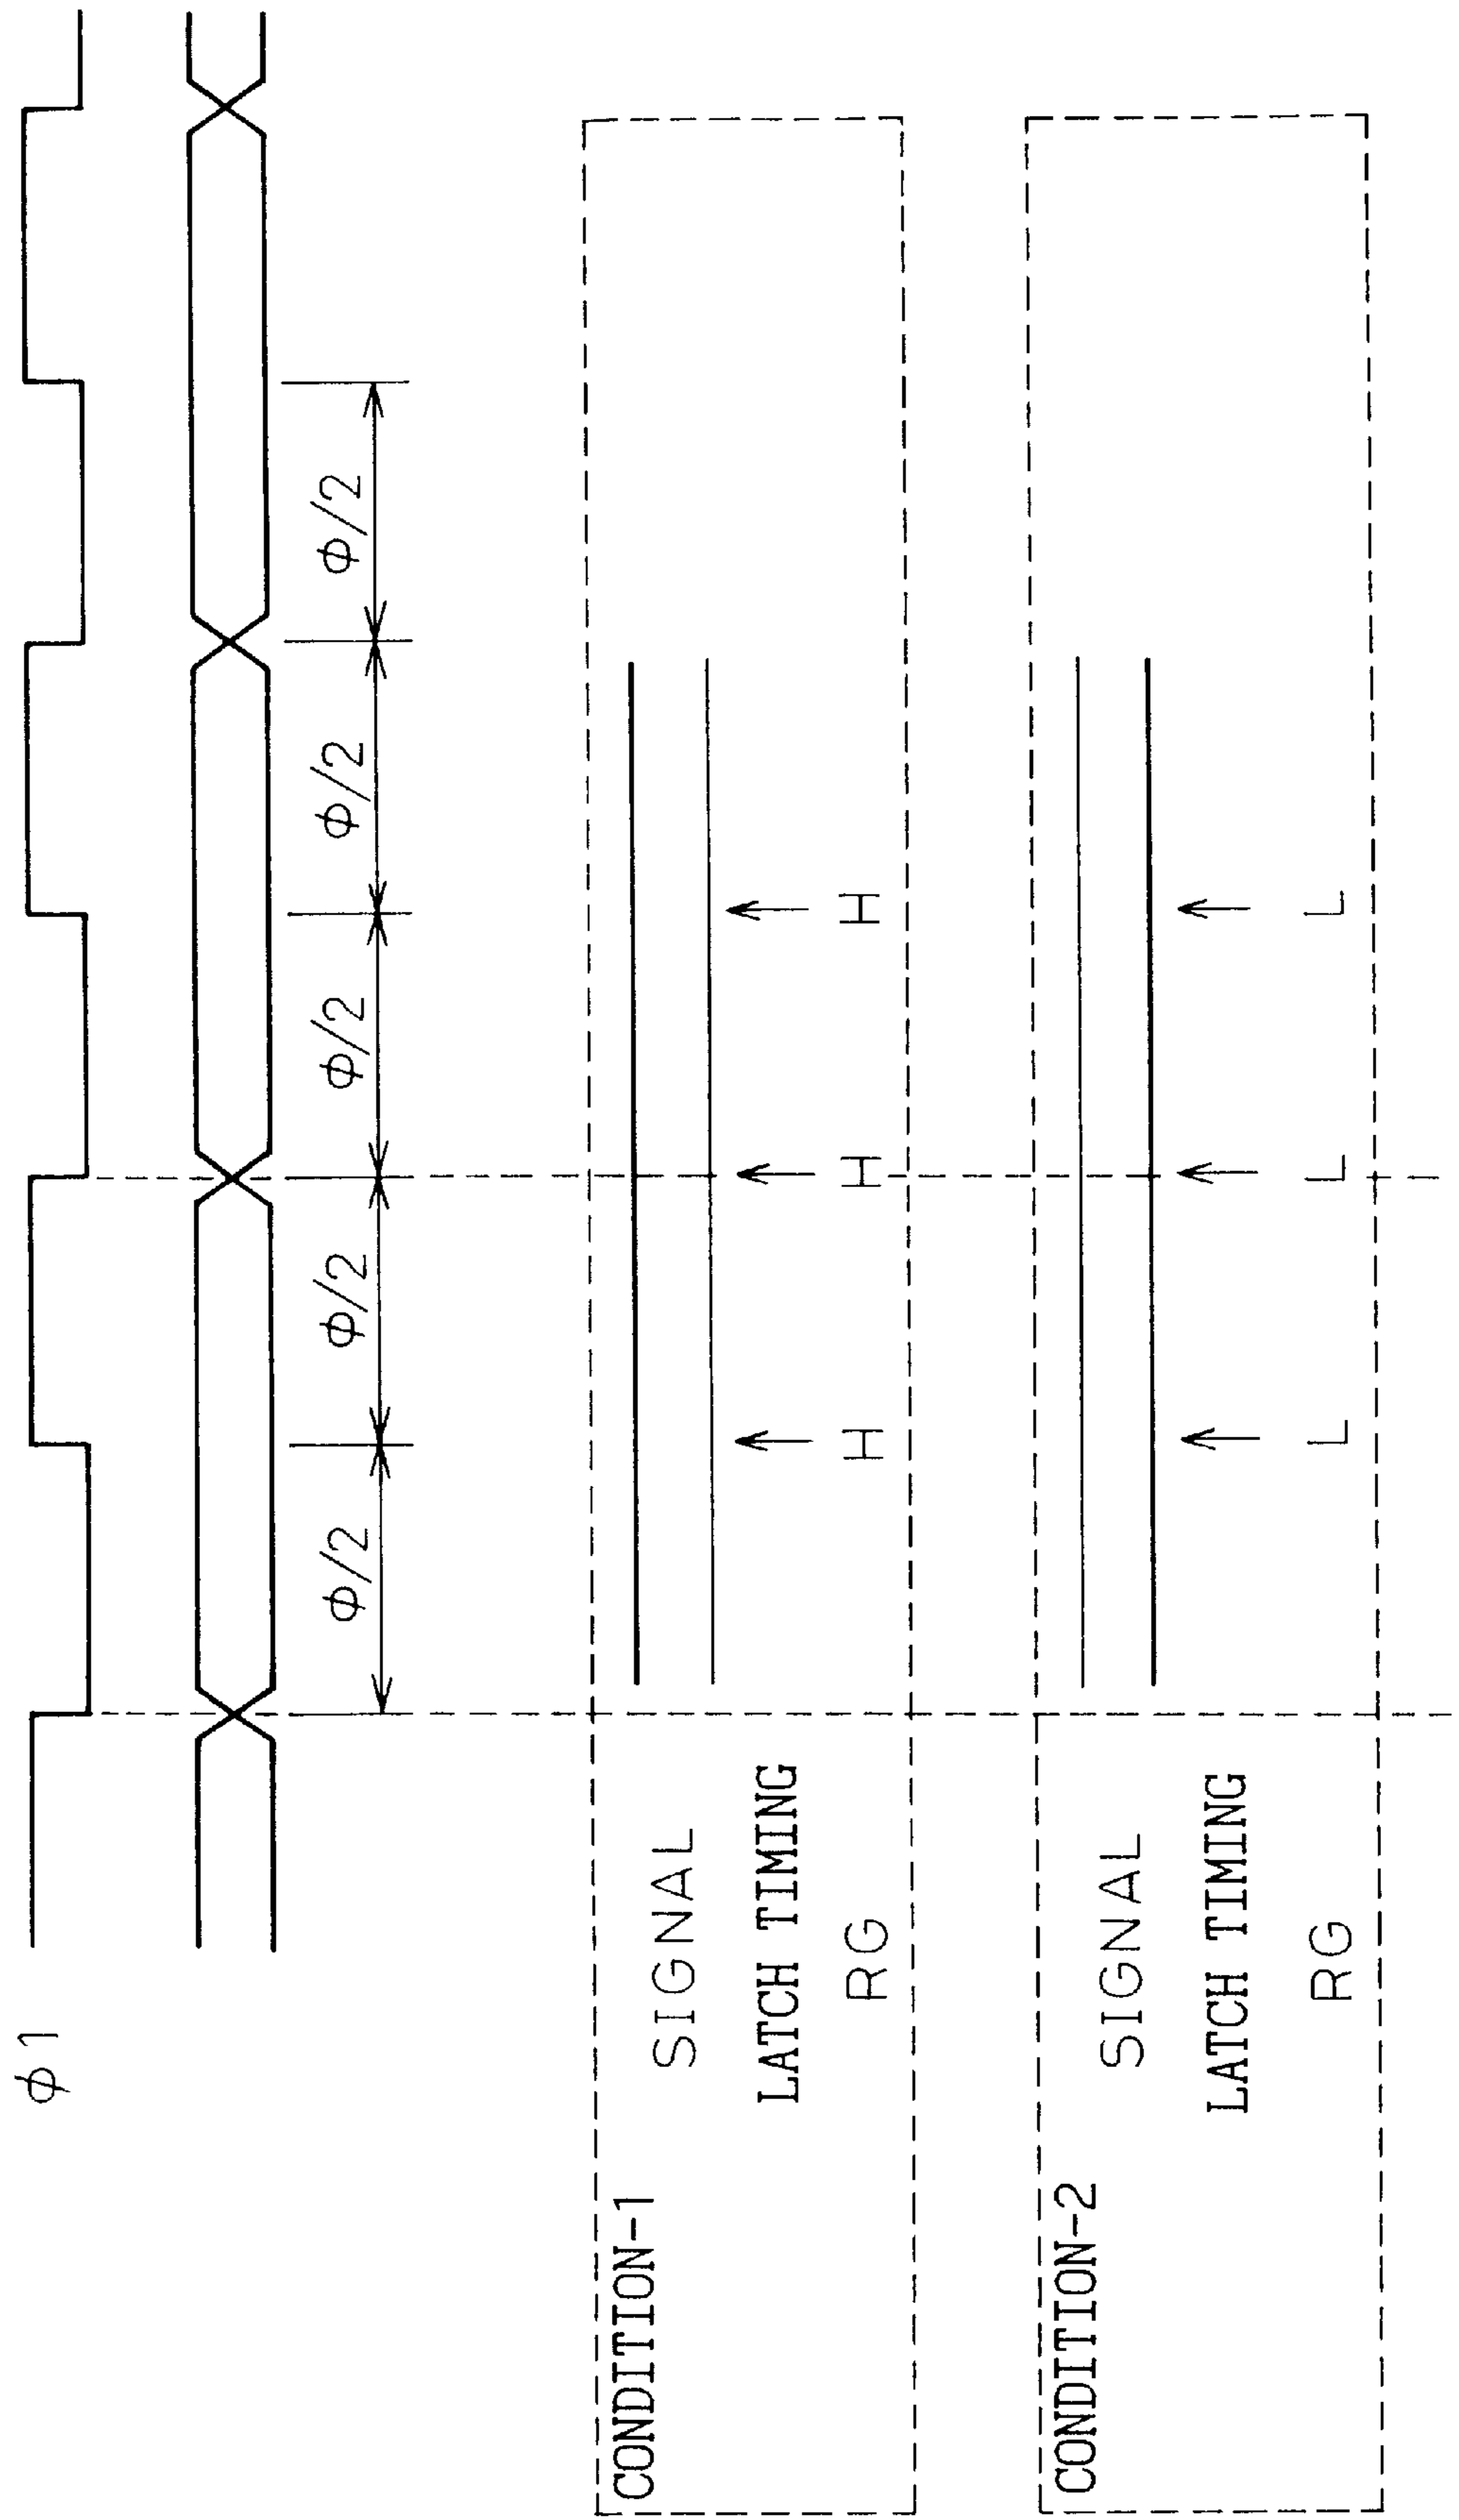 φ1
φ/2 φ/2 φ/2 φ/2 φ/2
CONDITION-1
SIGNAL
LATCH TIMING
RG H H H
CONDITION-2
SIGNAL
LATCH TIMING
RG L L L